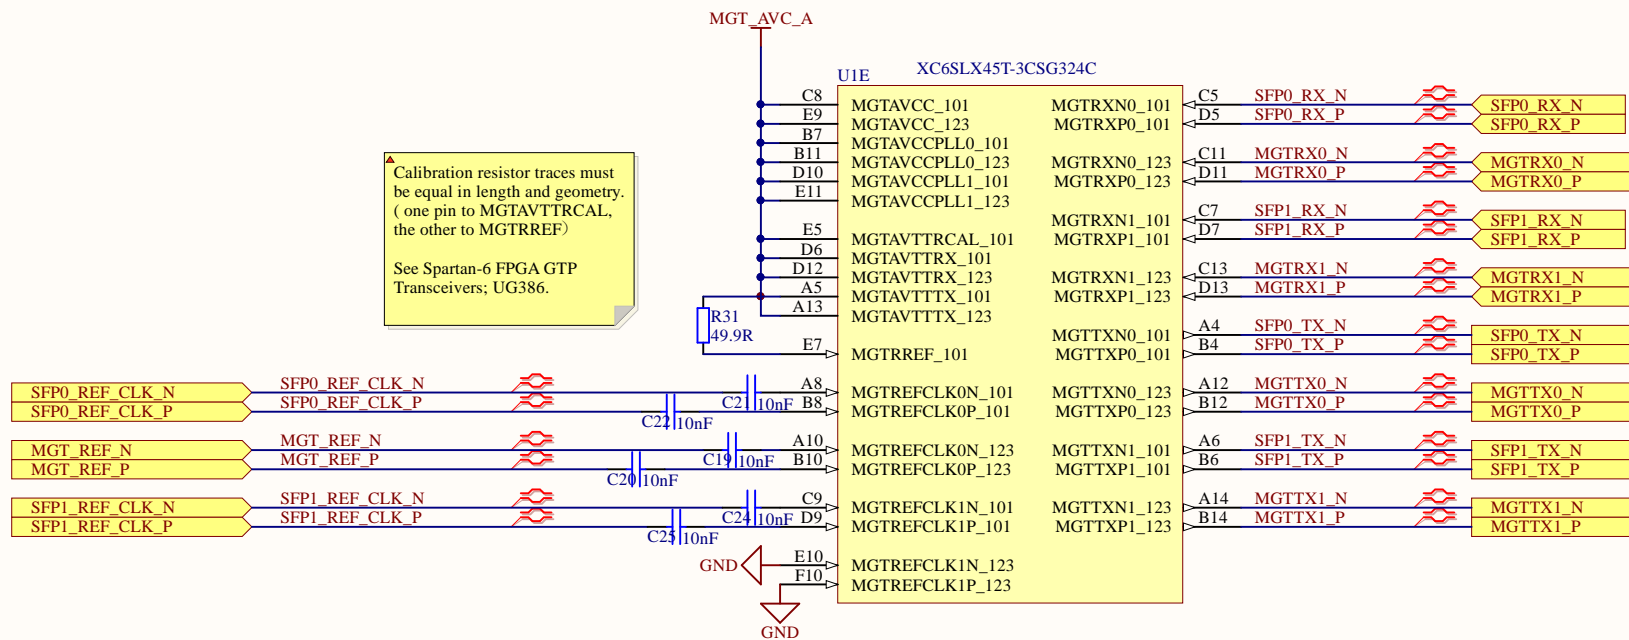 MGT_AVC_A
XC6SLX45T-3CSG324C
U1E
Calibration resistor traces must
be equal in length and geometry.
( one pin to MGTAVTTRCAL,
the other to MGTRREF）
See Spartan-6 FPGA GTP
Transceivers; UG386.
C8 MGTAVCC_101
E9 MGTAVCC_123
B7 MGTAVCCPLL0_101
B11 MGTAVCCPLL0_123
D10 MGTAVCCPLL1_101
E11 MGTAVCCPLL1_123
E5 MGTAVTTRCAL_101
D6 MGTAVTTRX_101
D12 MGTAVTTRX_123
A5 MGTAVTTTX_101
A13 MGTAVTTTX_123
R31
49.9R
E7 MGTRREF_101
SFP0_REF_CLK_N SFP0_REF_CLK_N C21 10nF A8 MGTREFCLK0N_101
SFP0_REF_CLK_P SFP0_REF_CLK_P C22 10nF B8 MGTREFCLK0P_101
MGT_REF_N MGT_REF_N C19 10nF A10 MGTREFCLK0N_123
MGT_REF_P MGT_REF_P C20 10nF B10 MGTREFCLK0P_123
SFP1_REF_CLK_N SFP1_REF_CLK_N C24 10nF C9 MGTREFCLK1N_101
SFP1_REF_CLK_P SFP1_REF_CLK_P C25 10nF D9 MGTREFCLK1P_101
GND E10 MGTREFCLK1N_123
F10 MGTREFCLK1P_123
GND
MGTRXN0_101 C5 SFP0_RX_N SFP0_RX_N
MGTRXP0_101 D5 SFP0_RX_P SFP0_RX_P
MGTRXN0_123 C11 MGTRX0_N MGTRX0_N
MGTRXP0_123 D11 MGTRX0_P MGTRX0_P
MGTRXN1_101 C7 SFP1_RX_N SFP1_RX_N
MGTRXP1_101 D7 SFP1_RX_P SFP1_RX_P
MGTRXN1_123 C13 MGTRX1_N MGTRX1_N
MGTRXP1_123 D13 MGTRX1_P MGTRX1_P
MGTTXN0_101 A4 SFP0_TX_N SFP0_TX_N
MGTTXP0_101 B4 SFP0_TX_P SFP0_TX_P
MGTTXN0_123 A12 MGTTX0_N MGTTX0_N
MGTTXP0_123 B12 MGTTX0_P MGTTX0_P
MGTTXN1_101 A6 SFP1_TX_N SFP1_TX_N
MGTTXP1_101 B6 SFP1_TX_P SFP1_TX_P
MGTTXN1_123 A14 MGTTX1_N MGTTX1_N
MGTTXP1_123 B14 MGTTX1_P MGTTX1_P